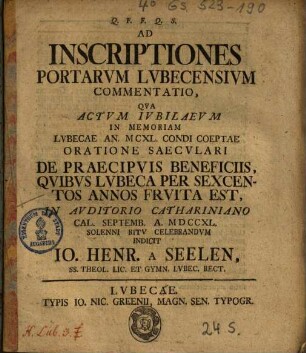 4° Gs. 523-190
Q. F. F. Q. S.
AD
INSCRIPTIONES
PORTARVM LVBECENSIVM
COMMENTATIO,
QVA
ACTVM IVBILAEVM
IN MEMORIAM
LVBECAE AN. MCXL. CONDI COEPTAE
ORATIONE SAECVLARI
DE PRAECIPVIS BENEFICIIS,
QVIBVS LVBECA PER SEXCEN-
TOS ANNOS FRVITA EST,
AVDITORIO CATHARINIANO
CAL. SEPTEMB. A. MDCCXL.
SOLENNI RITV CELEBRANDVM
INDICIT
IO. HENR. A SEELEN,
SS. THEOL. LIC. ET GYMN. LVBEC. RECT.
LVBECÆ.
TYPIS IO. NIC. GREENII, MAGN. SEN. TYPOGR.
245.